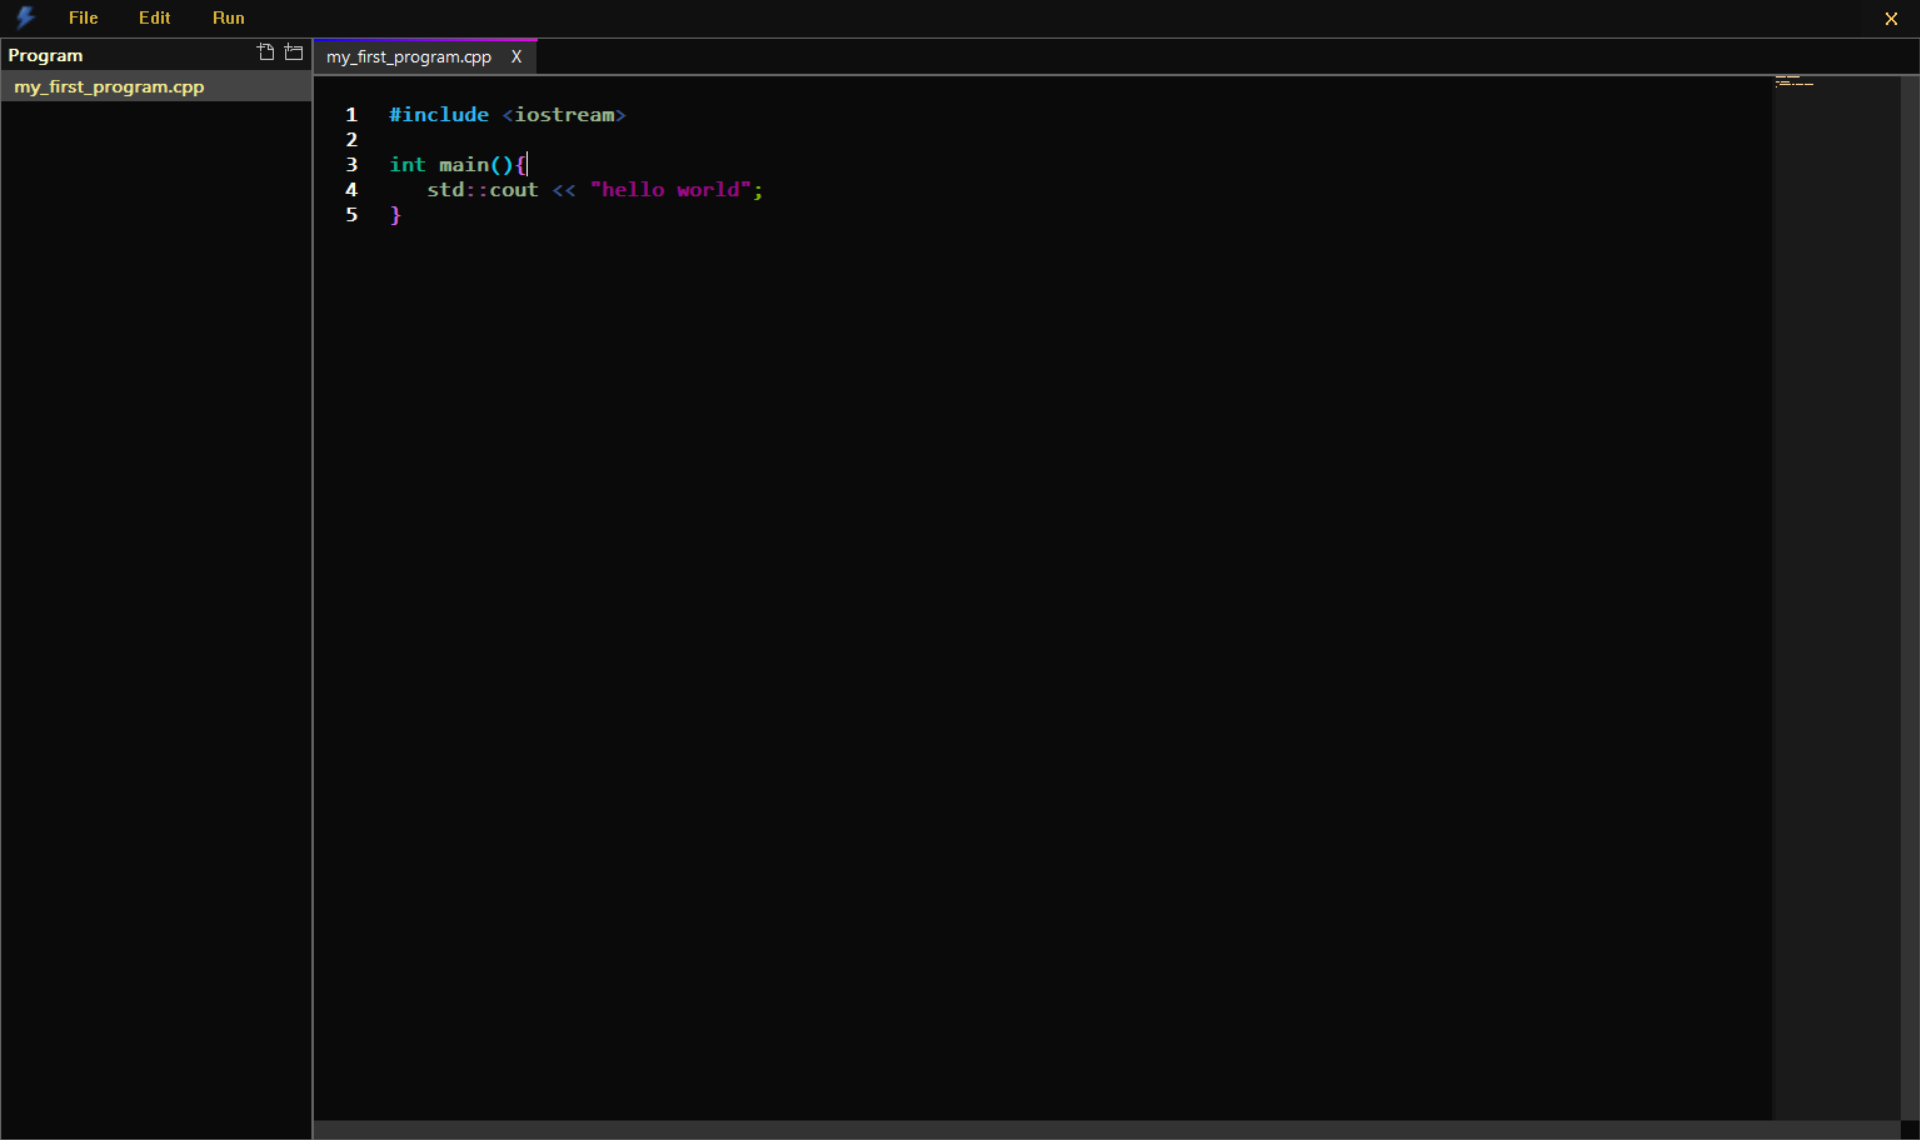 File Edit Run X
Program
my_first_program.cpp X
my_first_program.cpp
1 #include <iostream>
2
3 int main(){
4    std::cout << "hello world";
5 }